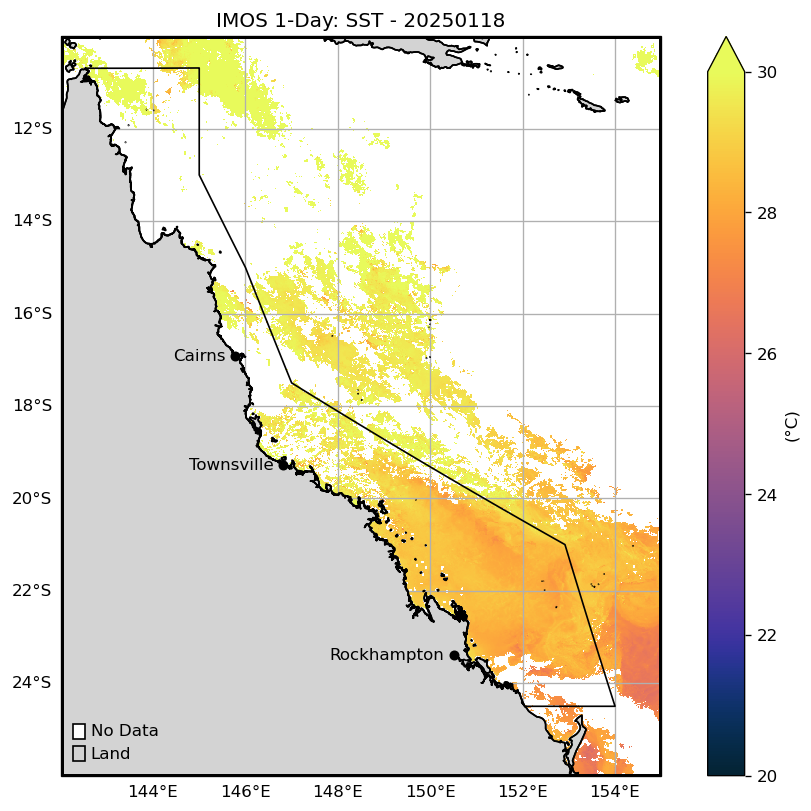 IMOS 1-Day: SST - 20250118
12°S
14°S
16°S
18°S
20°S
22°S
24°S
Cairns
Townsville
Rockhampton
No Data
Land
144°E 146°E 148°E 150°E 152°E 154°E
30
28
26
24
22
20
(°C)